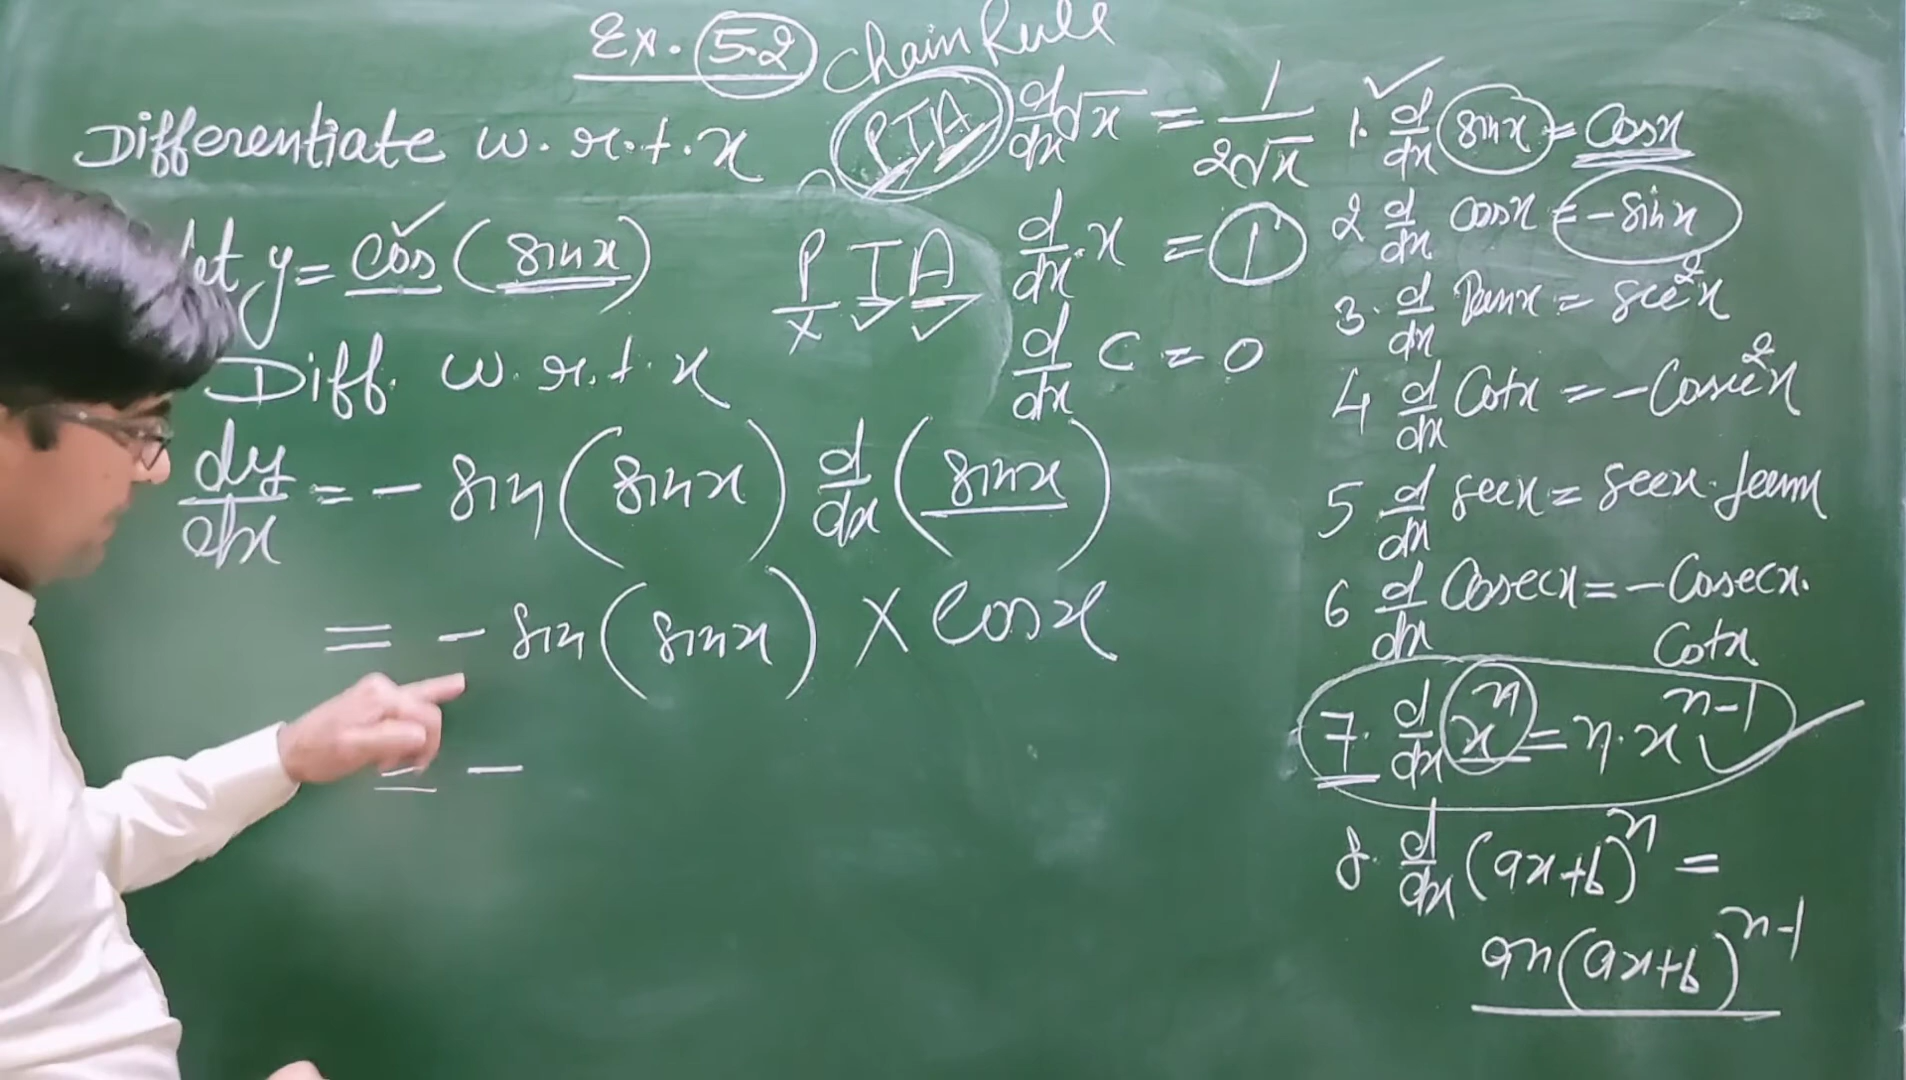 Ex. 5.2 Chain Rule
Differentiate w.r.t.x
Let y = cos (sinx)
Diff. w.r.t.x
dy/dx = - sin (sinx) d/dx (sinx)
= - sin (sinx) × cosx
= -
PTA
P T A
x
d/dx √x = 1/2√x
d/dx . x = 1
d/dx C = 0
1. d/dx sinx = cosx
2 d/dx cosx = - sinx
3. d/dx Tanx = sec²x
4 d/dx Cotx = - Cosec²x
5 d/dx secx = secx . tanx
6 d/dx Cosecx = - Cosecx.
Cotx
7. d/dx xⁿ = n. xⁿ⁻¹
8. d/dx (ax+b)ⁿ =
an(ax+b)ⁿ⁻¹